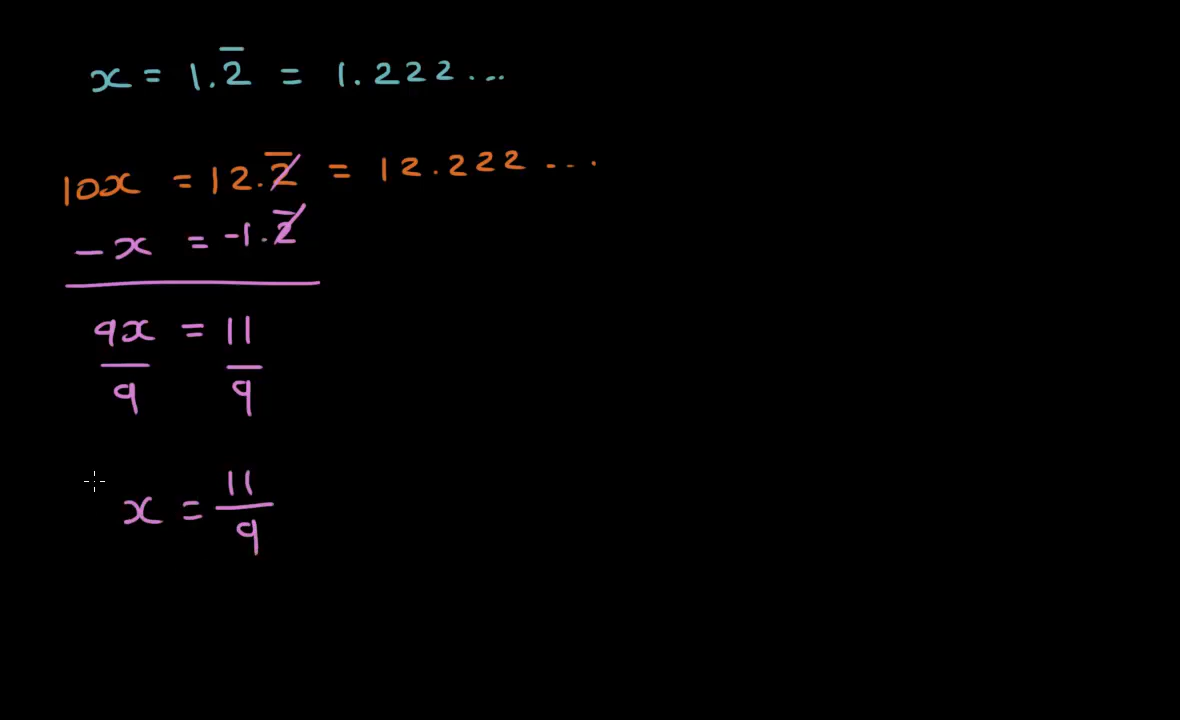 x = 1.2̅ = 1.222...
10x = 12.2̅ = 12.222...
-x = -1.2̅
9x = 11
9 9
x = 11
9